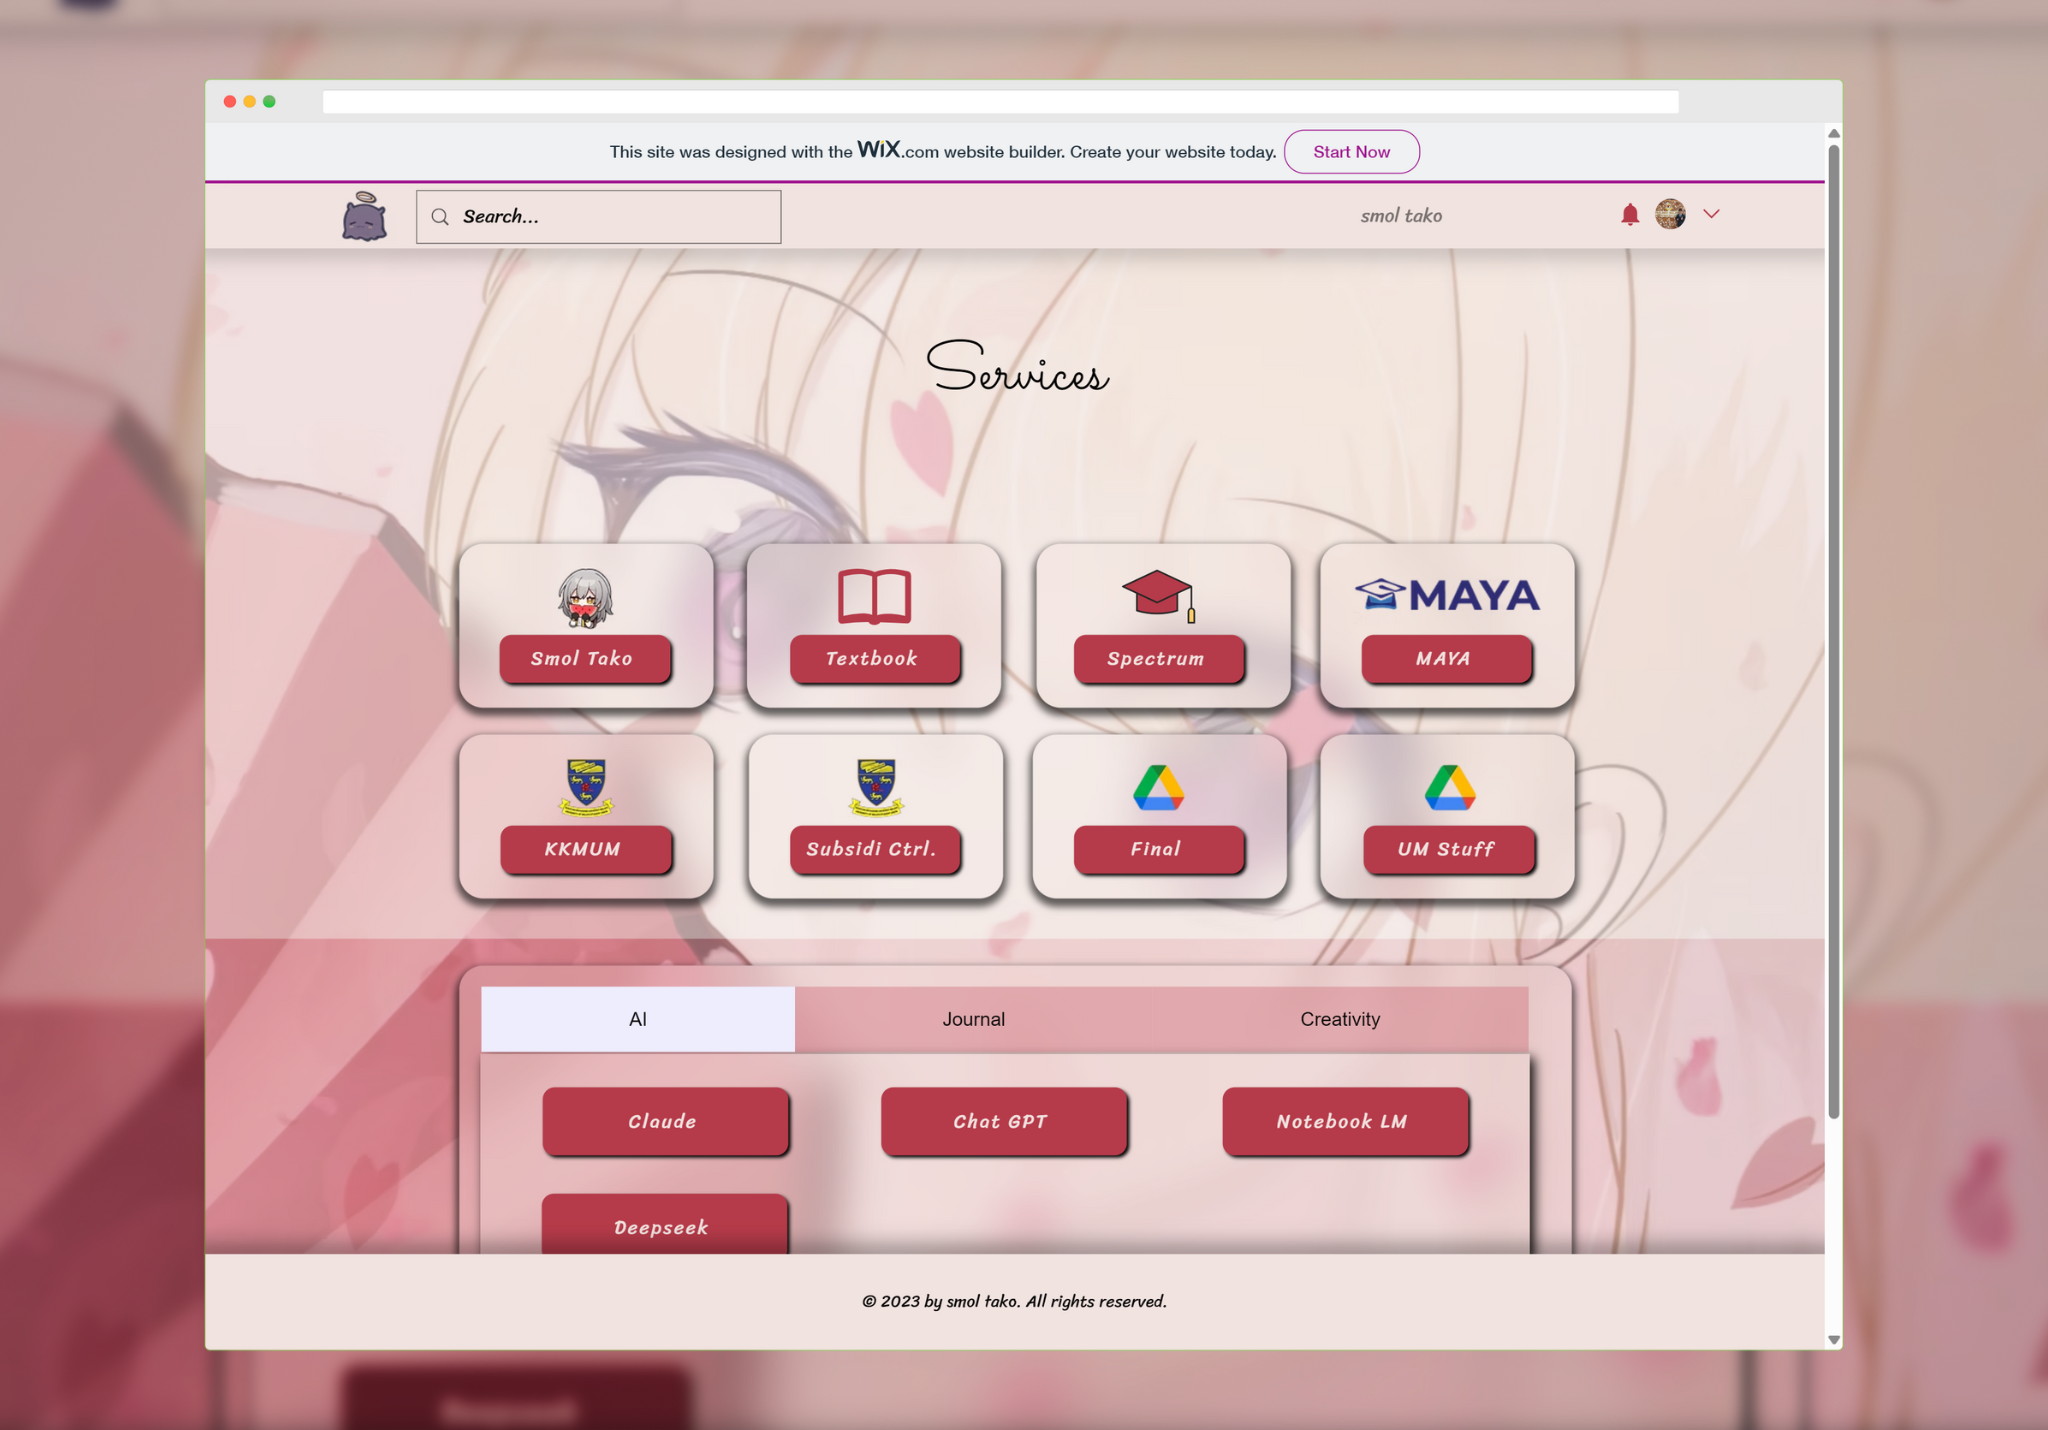 This site was designed with the WiX.com website builder. Create your website today. Start Now
Search...
smol tako
Services
MAYA
Smol Tako
Textbook
Spectrum
MAYA
KKMUM
Subsidi Ctrl.
Final
UM Stuff
AI
Journal
Creativity
Claude
Chat GPT
Notebook LM
Deepseek
© 2023 by smol tako. All rights reserved.